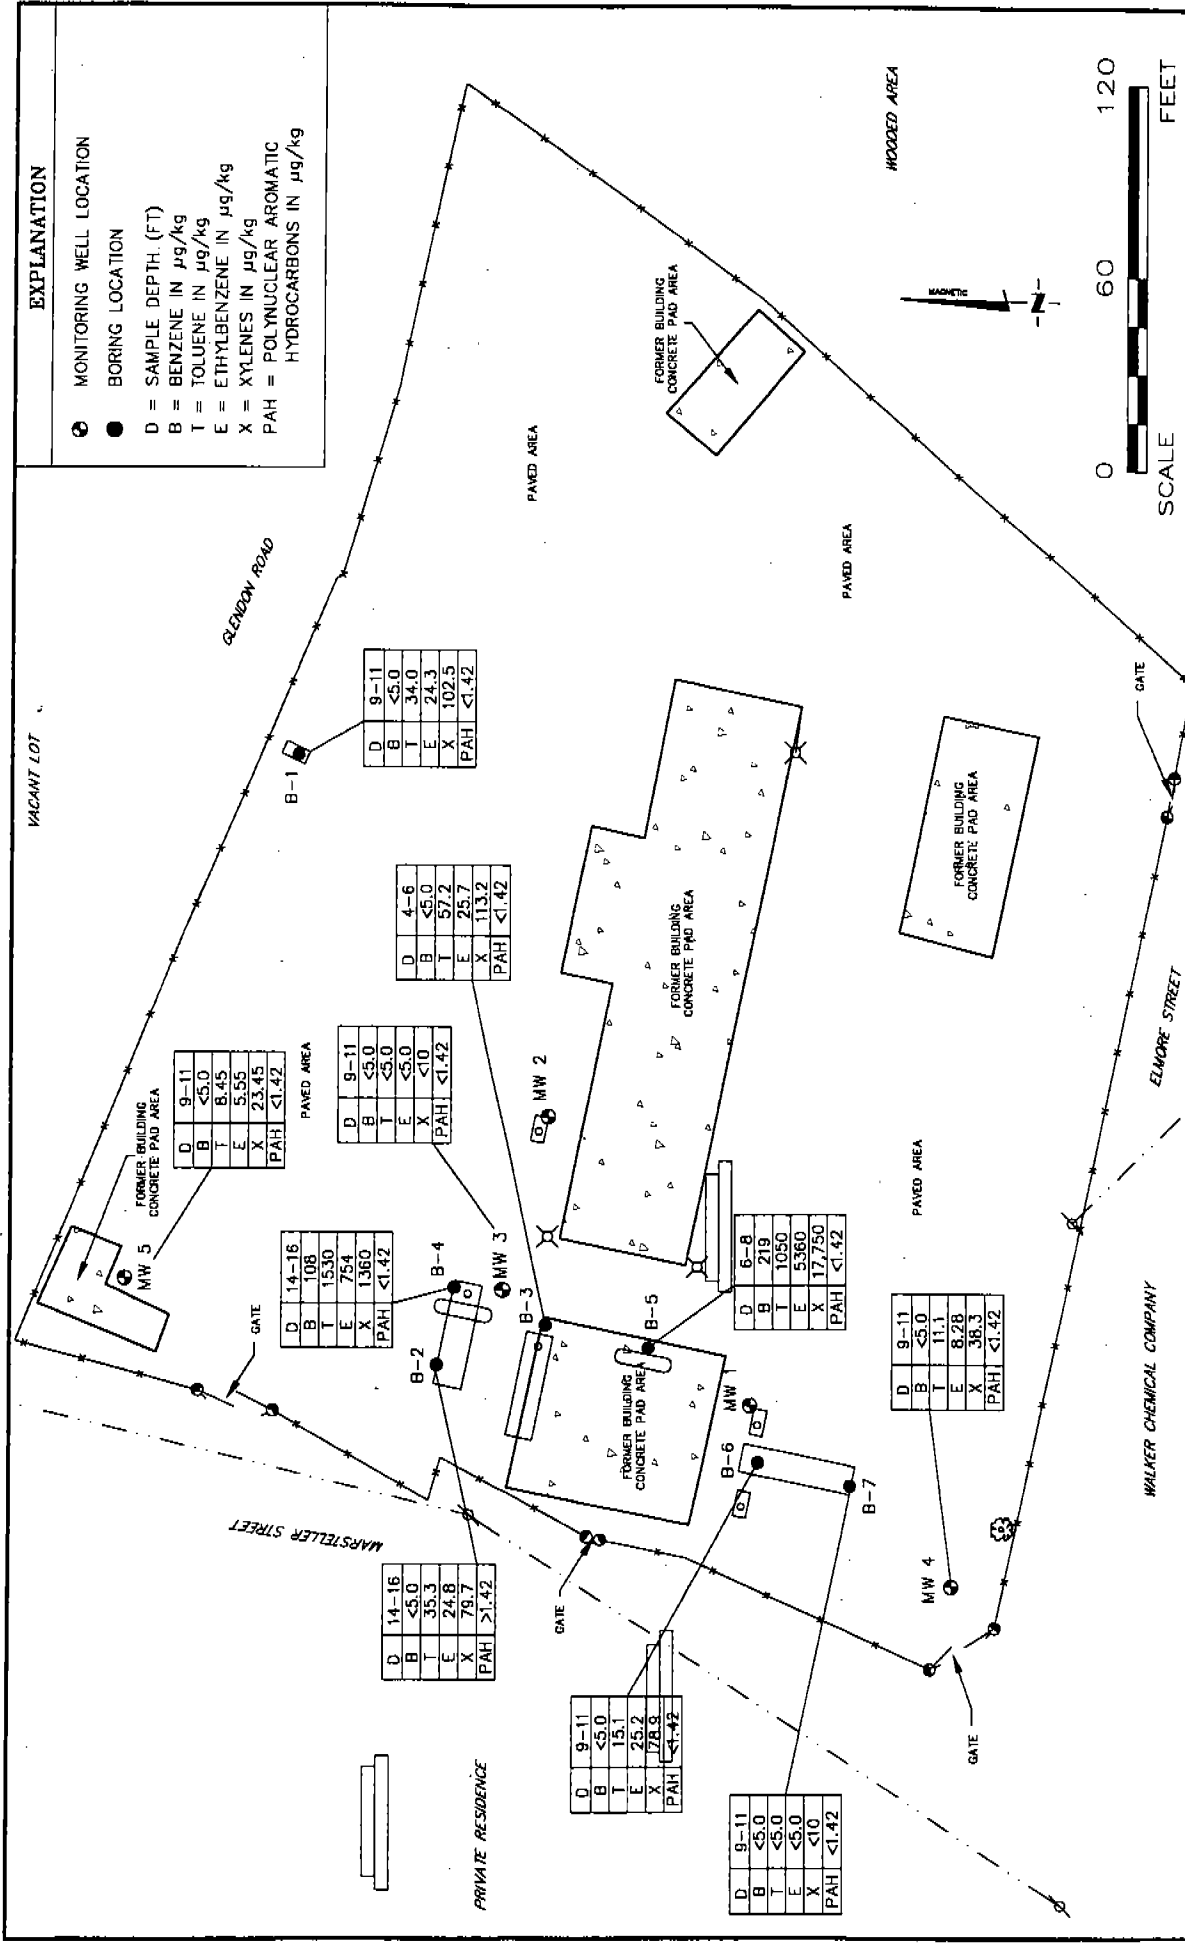 EXPLANATION
MONITORING WELL LOCATION
BORING LOCATION
D = SAMPLE DEPTH (FT)
B = BENZENE IN µg/kg
T = TOLUENE IN µg/kg
E = ETHYLBENZENE IN µg/kg
X = XYLENES IN µg/kg
PAH = POLYNUCLEAR AROMATIC
HYDROCARBONS IN µg/kg
VACANT LOT
GLENDON ROAD
WOODED AREA
B-1
D 9-11
B <5.0
T 34.0
E 24.3
X 102.5
PAH <1.42
PAVED AREA
FORMER BUILDING
CONCRETE PAD AREA
MAGNETIC
N
PAVED AREA
0 60 120
SCALE FEET
FORMER BUILDING
CONCRETE PAD AREA
MW 5
D 9-11
B <5.0
T 8.45
E 5.55
X 23.45
PAH <1.42
PAVED AREA
D 9-11
B <5.0
T <5.0
E <5.0
X <10
PAH <1.42
MW 3
D 4-6
B <5.0
T 57.2
E 25.7
X 113.2
PAH <1.42
B-3
MW 2
GATE
D 14-16
B 108
T 1530
E 754
X 1360
PAH <1.42
B-4
B-2
D 14-16
B <5.0
T 35.3
E 24.8
X 79.7
PAH >1.42
MARSTELLER STREET
FORMER BUILDING
CONCRETE PAD AREA
FORMER BUILDING
CONCRETE PAD AREA
B-5
D 6-8
B 219
T 1050
E 5360
X 17,750
PAH <1.42
FORMER BUILDING
CONCRETE PAD AREA
GATE
MW 1
B-6
D 9-11
B <5.0
T 15.1
E 25.2
X 78.9
PAH <1.42
GATE
B-7
D 9-11
B <5.0
T <5.0
E <5.0
X <10
PAH <1.42
PRIVATE RESIDENCE
D 9-11
B <5.0
T 11.1
E 8.28
X 38.3
PAH <1.42
MW 4
GATE
PAVED AREA
ELMORE STREET
WALKER CHEMICAL COMPANY